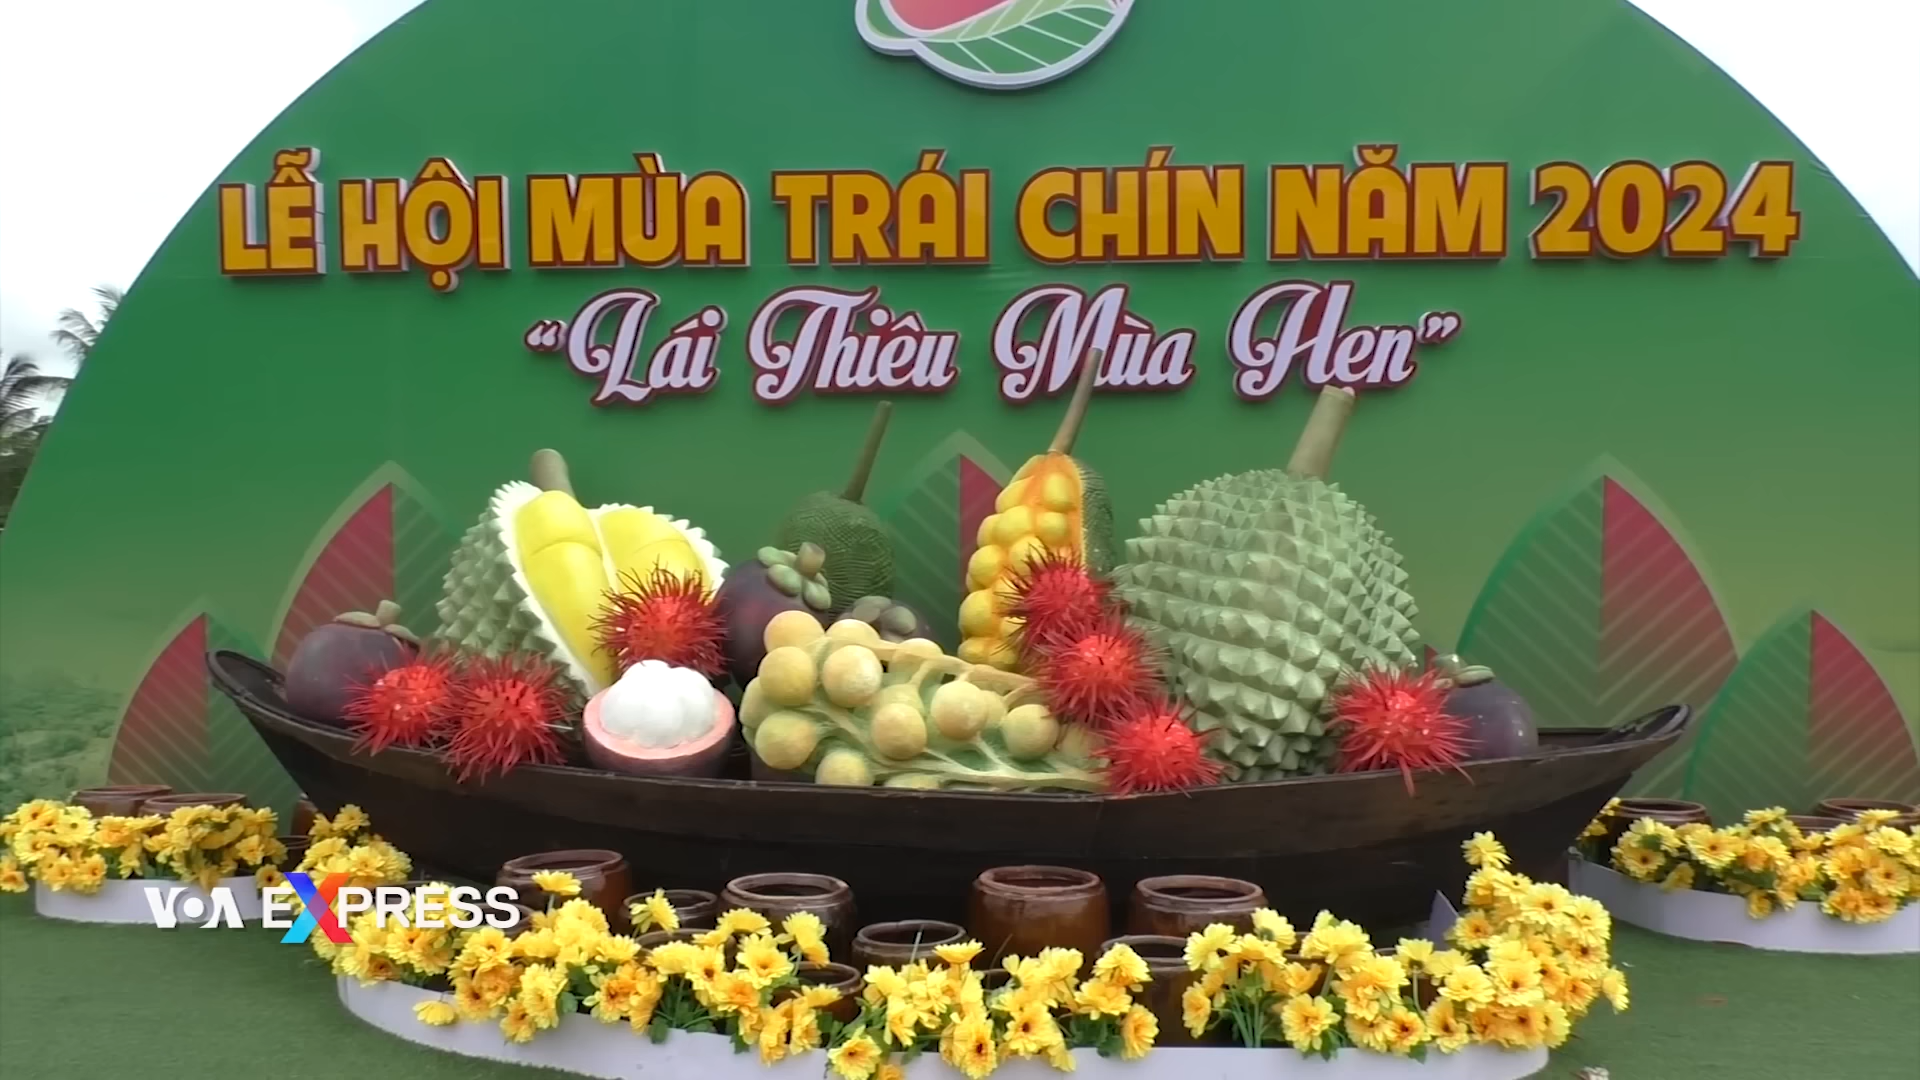 LỄ HỘI MÙA TRÁI CHÍN NĂM 2024
“Lái Thiêu Mùa Hẹn”
VOA EXPRESS